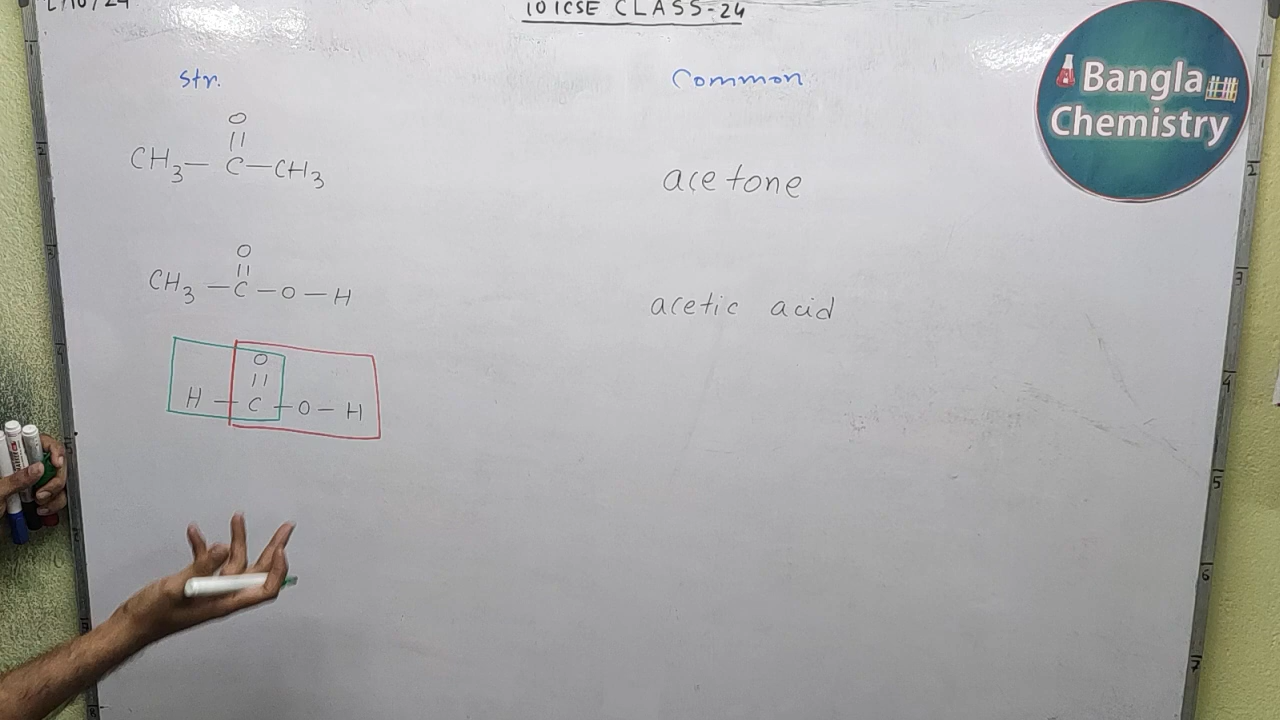 10 ICSE CLASS-24
Str.
Common
Bangla
Chemistry
O
||
CH3— C—CH3
acetone
O
||
CH3 —C—O—H
acetic acid
O
||
H —C—O—H